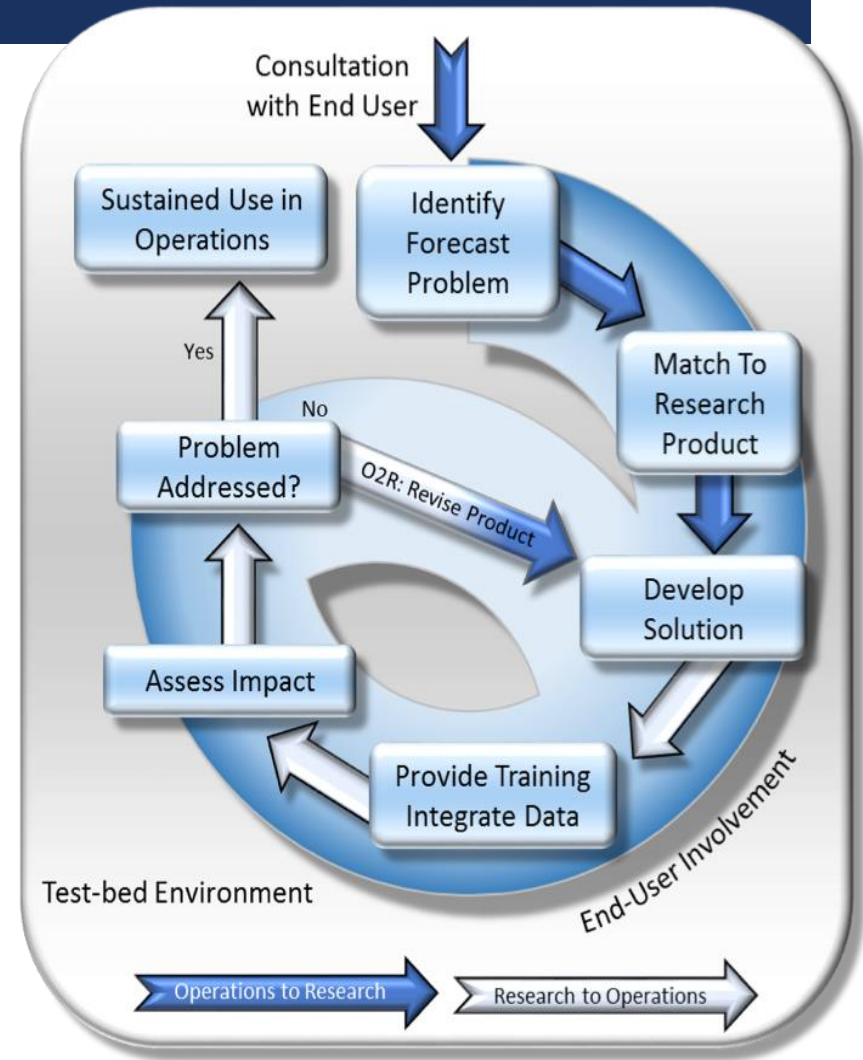 Consultation
with End User
Identify
Forecast
Problem
Match To
Research
Product
Develop
Solution
Provide Training
Integrate Data
Assess Impact
Problem
Addressed?
Yes
No
O2R: Revise Product
Sustained Use in
Operations
Test-bed Environment
End-User Involvement
Operations to Research
Research to Operations